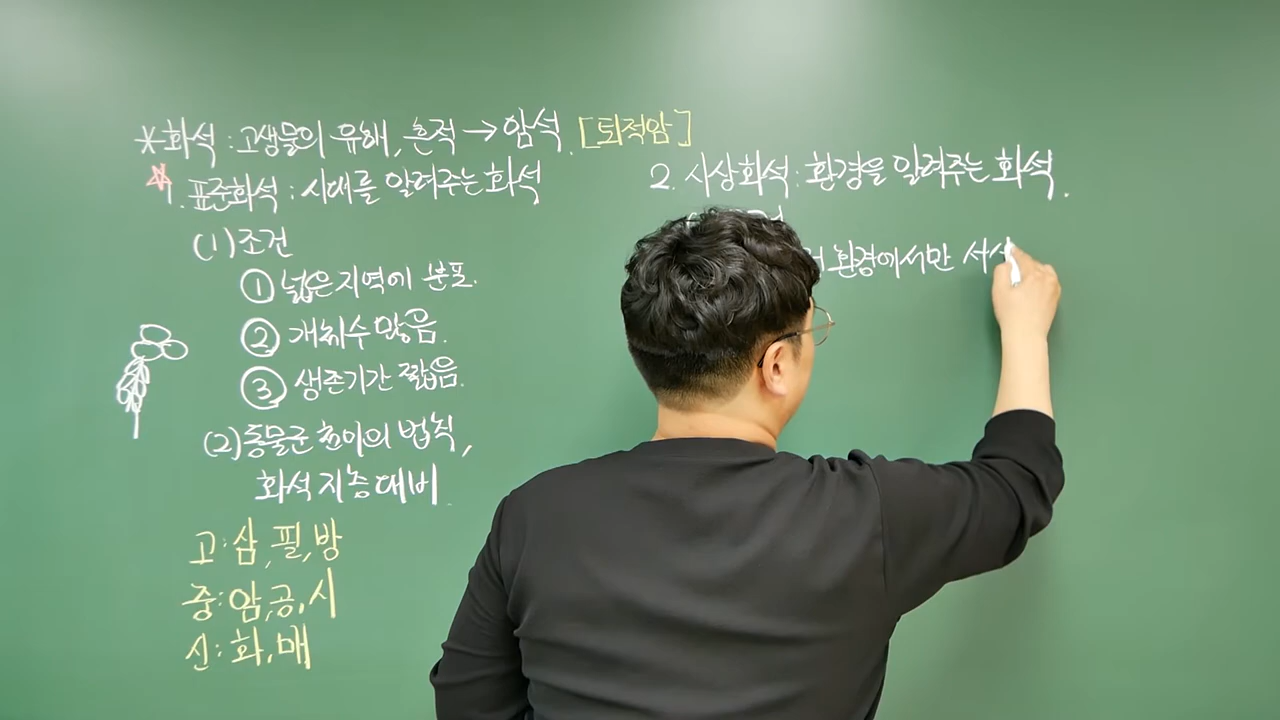 *화석 : 고생물의 유해, 흔적 → 암석. [퇴적암]
☆1. 표준화석 : 시대를 알려주는 화석
(1) 조건
① 넓은 지역에 분포.
② 개체수 많음.
③ 생존기간 짧음.
(2) 동물군 천이의 법칙,
화석 지층 대비.
고 : 삼, 필, 방
중 : 암, 공, 시
신 : 화, 매
2. 시상화석 : 환경을 알려주는 화석.
환경에서만 서식